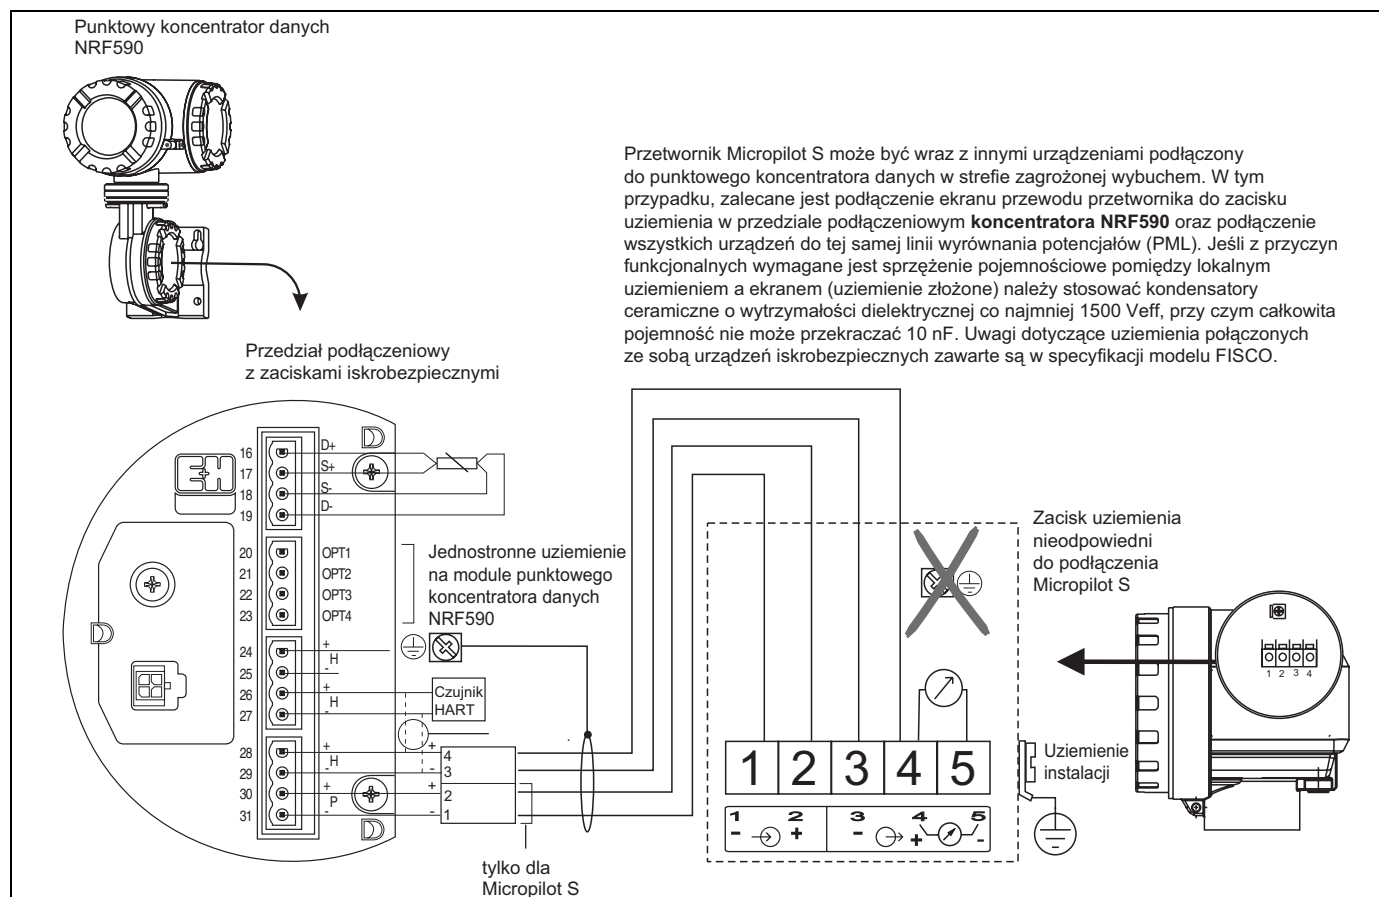 Punktowy koncentrator danych
NRF590
Przetwornik Micropilot S może być wraz z innymi urządzeniami podłączony
do punktowego koncentratora danych w strefie zagrożonej wybuchem. W tym
przypadku, zalecane jest podłączenie ekranu przewodu przetwornika do zacisku
uziemienia w przedziale podłączeniowym koncentratora NRF590 oraz podłączenie
wszystkich urządzeń do tej samej linii wyrównania potencjałów (PML). Jeśli z przyczyn
funkcjonalnych wymagane jest sprzężenie pojemnościowe pomiędzy lokalnym
uziemieniem a ekranem (uziemienie złożone) należy stosować kondensatory
ceramiczne o wytrzymałości dielektrycznej co najmniej 1500 Veff, przy czym całkowita
pojemność nie może przekraczać 10 nF. Uwagi dotyczące uziemienia połączonych
ze sobą urządzeń iskrobezpiecznych zawarte są w specyfikacji modelu FISCO.
Przedział podłączeniowy
z zaciskami iskrobezpiecznymi
16 D+
17 S+
18 S-
19 D-
20 OPT1
21 OPT2
22 OPT3
23 OPT4
Jednostronne uziemienie
na module punktowego
koncentratora danych
NRF590
24 +
H
25 -
26 +
H
27 -
Czujnik
HART
28 + + 4
H
29 - - 3
30 + + 2
P
31 - - 1
tylko dla
Micropilot S
1 2 3 4 5
1 2 3 4 5
- + - + -
Zacisk uziemienia
nieodpowiedni
do podłączenia
Micropilot S
1 2 3 4
Uziemienie
instalacji